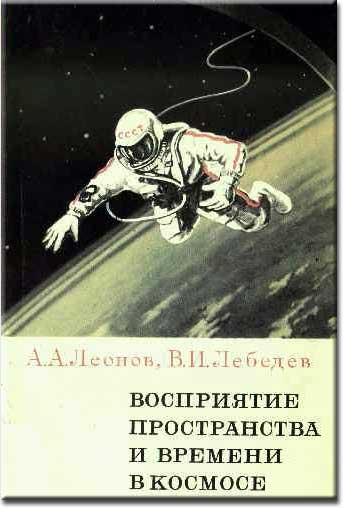 СССР
А.А.Леонов, В.И.Лебедев
ВОСПРИЯТИЕ
ПРОСТРАНСТВА
И ВРЕМЕНИ
В КОСМОСЕ